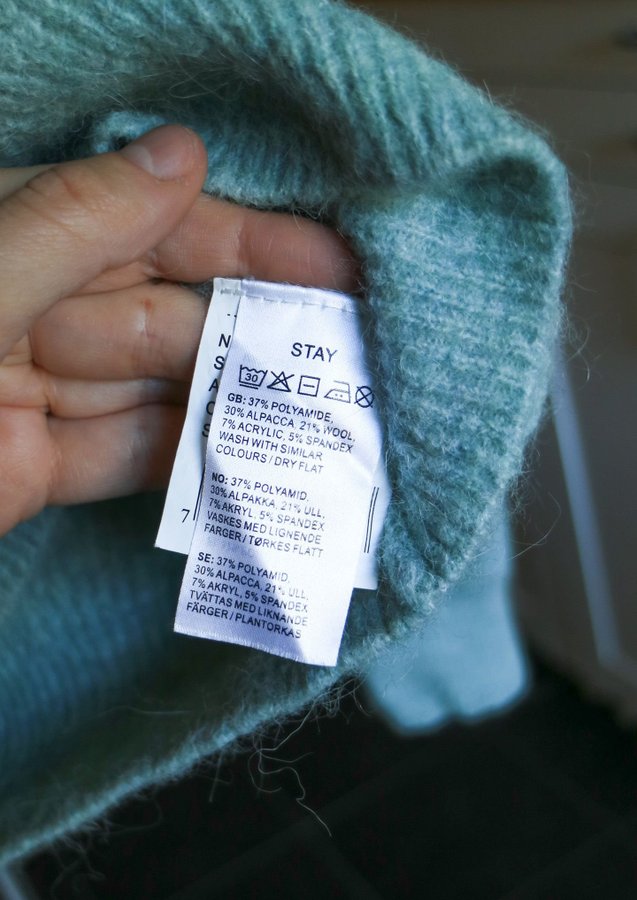 STAY
30
GB: 37% POLYAMIDE,
30% ALPACCA, 21% WOOL,
7% ACRYLIC, 5% SPANDEX
WASH WITH SIMILAR
COLOURS / DRY FLAT
NO: 37% POLYAMID,
30% ALPAKKA, 21% ULL,
7% AKRYL, 5% SPANDEX
VASKES MED LIGNENDE
FARGER / TØRKES FLATT
SE: 37% POLYAMID,
30% ALPACCA, 21% ULL,
7% AKRYL, 5% SPANDEX
TVÄTTAS MED LIKNANDE
FÄRGER / PLANTORKAS
N
S
A
7